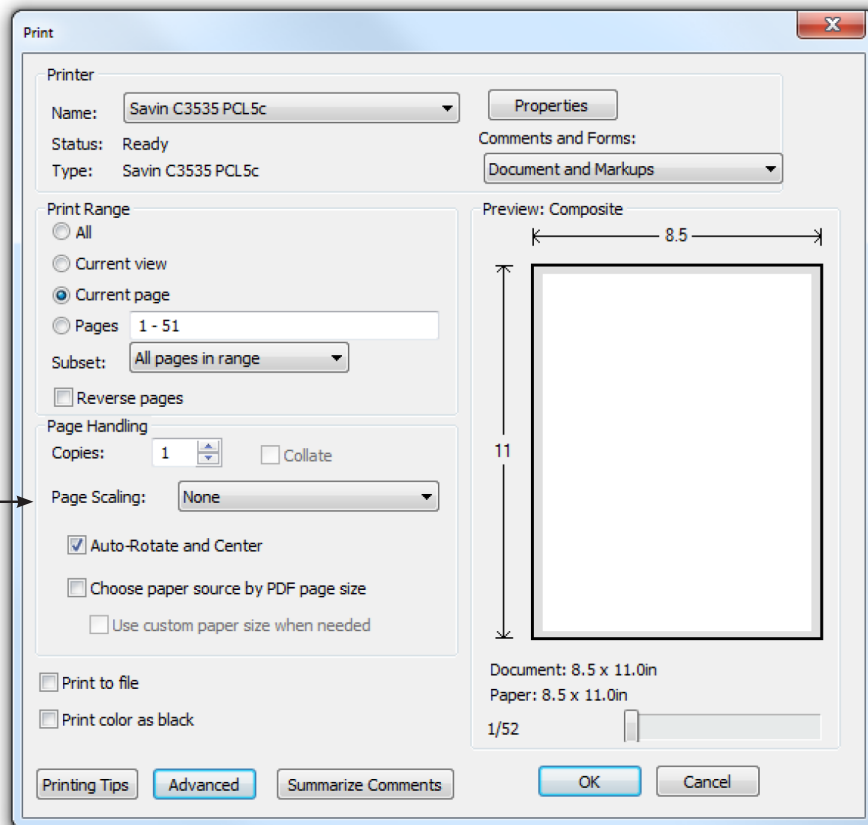 Print
Printer
Name: Savin C3535 PCL5c Properties
Status: Ready Comments and Forms:
Type: Savin C3535 PCL5c Document and Markups
Print Range
All
Current view
Current page
Pages 1 - 51
Subset: All pages in range
Reverse pages
Page Handling
Copies: 1 Collate
Page Scaling: None
Auto-Rotate and Center
Choose paper source by PDF page size
Use custom paper size when needed
Print to file
Print color as black
Preview: Composite
8.5
11
Document: 8.5 x 11.0in
Paper: 8.5 x 11.0in
1/52
Printing Tips Advanced Summarize Comments OK Cancel